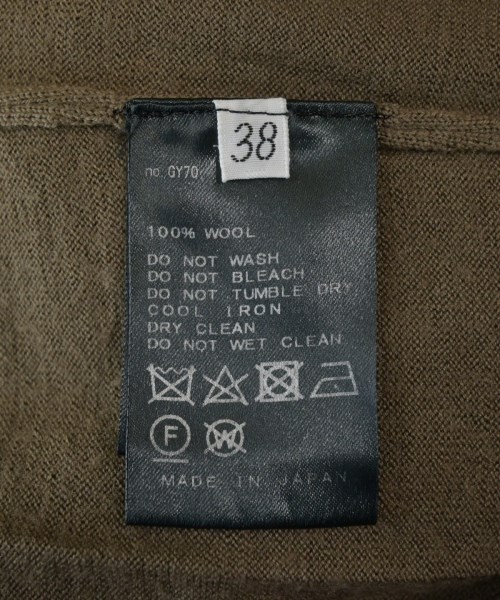 38
no. GY70
100% WOOL
DO NOT WASH
DO NOT BLEACH
DO NOT TUMBLE DRY
COOL IRON
DRY CLEAN
DO NOT WET CLEAN
F W
MADE IN JAPAN